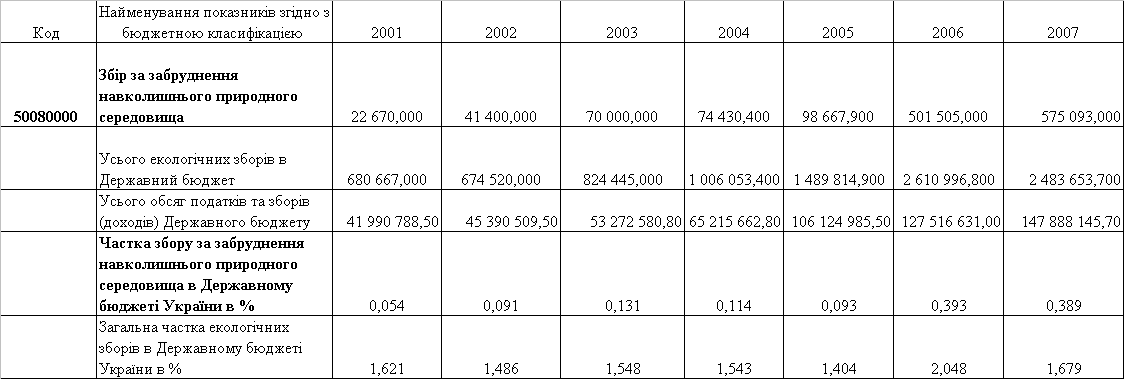 Код Найменування показників згідно з бюджетною класифікацією 2001 2002 2003 2004 2005 2006 2007
50080000 Збір за забруднення навколишнього природного середовища 22 670,000 41 400,000 70 000,000 74 430,400 98 667,900 501 505,000 575 093,000
Усього екологічних зборів в Державний бюджет 680 667,000 674 520,000 824 445,000 1 006 053,400 1 489 814,900 2 610 996,800 2 483 653,700
Усього обсяг податків та зборів (доходів) Державного бюджету 41 990 788,50 45 390 509,50 53 272 580,80 65 215 662,80 106 124 985,50 127 516 631,00 147 888 145,70
Частка збору за забруднення навколишнього природного середовища в Державному бюджеті України в % 0,054 0,091 0,131 0,114 0,093 0,393 0,389
Загальна частка екологічних зборів в Державному бюджеті України в % 1,621 1,486 1,548 1,543 1,404 2,048 1,679